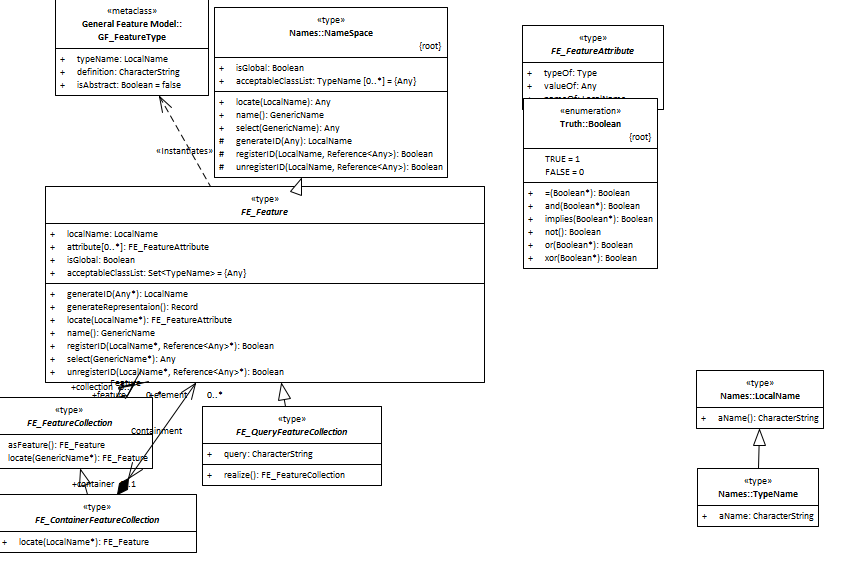 «metaclass»
General Feature Model::
GF_FeatureType
+ typeName: LocalName
+ definition: CharacterString
+ isAbstract: Boolean = false
«type»
Names::NameSpace
{root}
+ isGlobal: Boolean
+ acceptableClassList: TypeName [0..*] = {Any}
+ locate(LocalName): Any
+ name(): GenericName
+ select(GenericName): Any
# generateID(Any): LocalName
# registerID(LocalName, Reference<Any>): Boolean
# unregisterID(LocalName, Reference<Any>): Boolean
«type»
FE_FeatureAttribute
+ typeOf: Type
+ valueOf: Any
«enumeration»
Truth::Boolean
{root}
TRUE = 1
FALSE = 0
+ =(Boolean*): Boolean
+ and(Boolean*): Boolean
+ implies(Boolean*): Boolean
+ not(): Boolean
+ or(Boolean*): Boolean
+ xor(Boolean*): Boolean
«instantiates»
«type»
FE_Feature
+ localName: LocalName
+ attribute[0..*]: FE_FeatureAttribute
+ isGlobal: Boolean
+ acceptableClassList: Set<TypeName> = {Any}
+ generateID(Any*): LocalName
+ generateRepresentaion(): Record
+ locate(LocalName*): FE_FeatureAttribute
+ name(): GenericName
+ registerID(LocalName*, Reference<Any>*): Boolean
+ select(GenericName*): Any
+ unregisterID(LocalName*, Reference<Any>*): Boolean
+collection
Feature
+feature
element
0..*
«type»
FE_FeatureCollection
asFeature(): FE_Feature
locate(GenericName*): FE_Feature
Containment
+container
1
«type»
FE_QueryFeatureCollection
+ query: CharacterString
+ realize(): FE_FeatureCollection
«type»
FE_ContainerFeatureCollection
+ locate(LocalName*): FE_Feature
«type»
Names::LocalName
+ aName(): CharacterString
«type»
Names::TypeName
+ aName: CharacterString